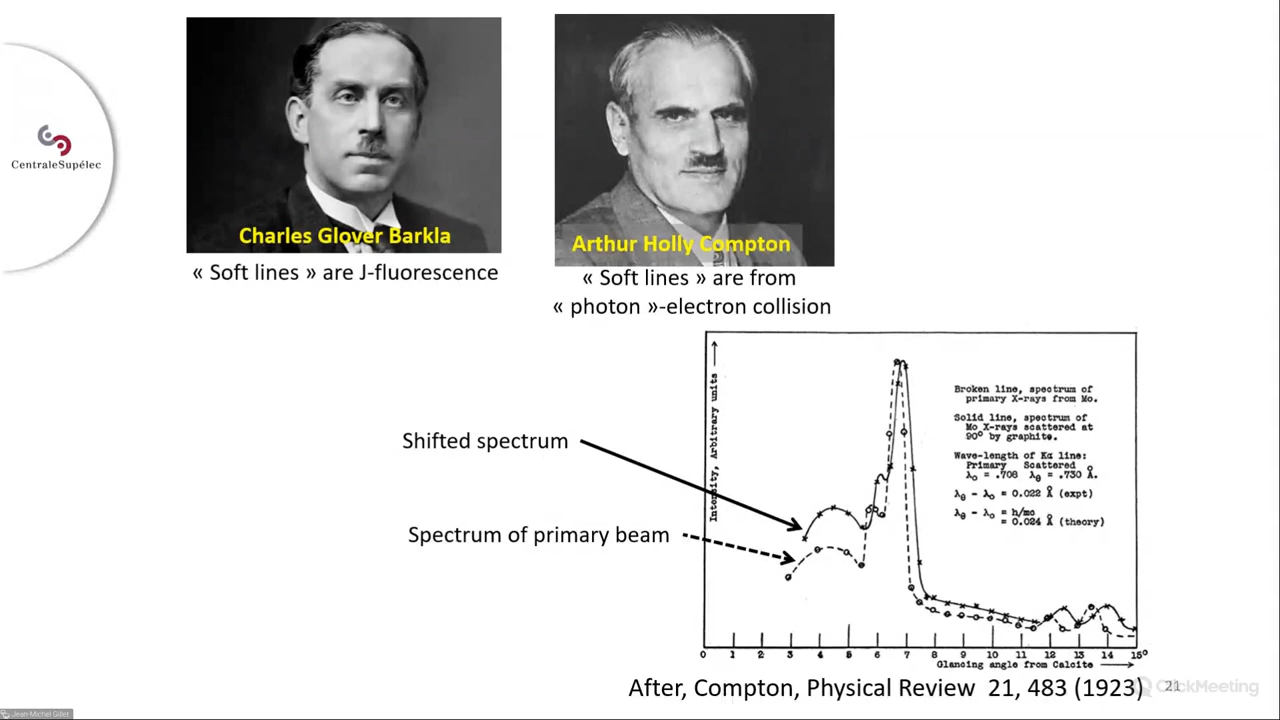 CentraleSupélec
Charles Glover Barkla
« Soft lines » are J-fluorescence
Arthur Holly Compton
« Soft lines » are from
« photon »-electron collision
Shifted spectrum
Spectrum of primary beam
Intensity, Arbitrary units
Broken line, spectrum of
primary X-rays from Mo.
Solid line, spectrum of
Mo X-rays scattered at
90° by graphite.
Wave-length of Kα line:
Primary Scattered
λ₀ = .708 λθ = .730 Å.
λθ - λ₀ = 0.022 Å (expt)
λθ - λ₀ = h/mc
= 0.024 Å (theory)
0 1 2 3 4 5 6 7 8 9 10 11 12 13 14 15°
Glancing angle from Calcite
After, Compton, Physical Review 21, 483 (1923)
ClickMeeting
21
Jean-Michel Gillet